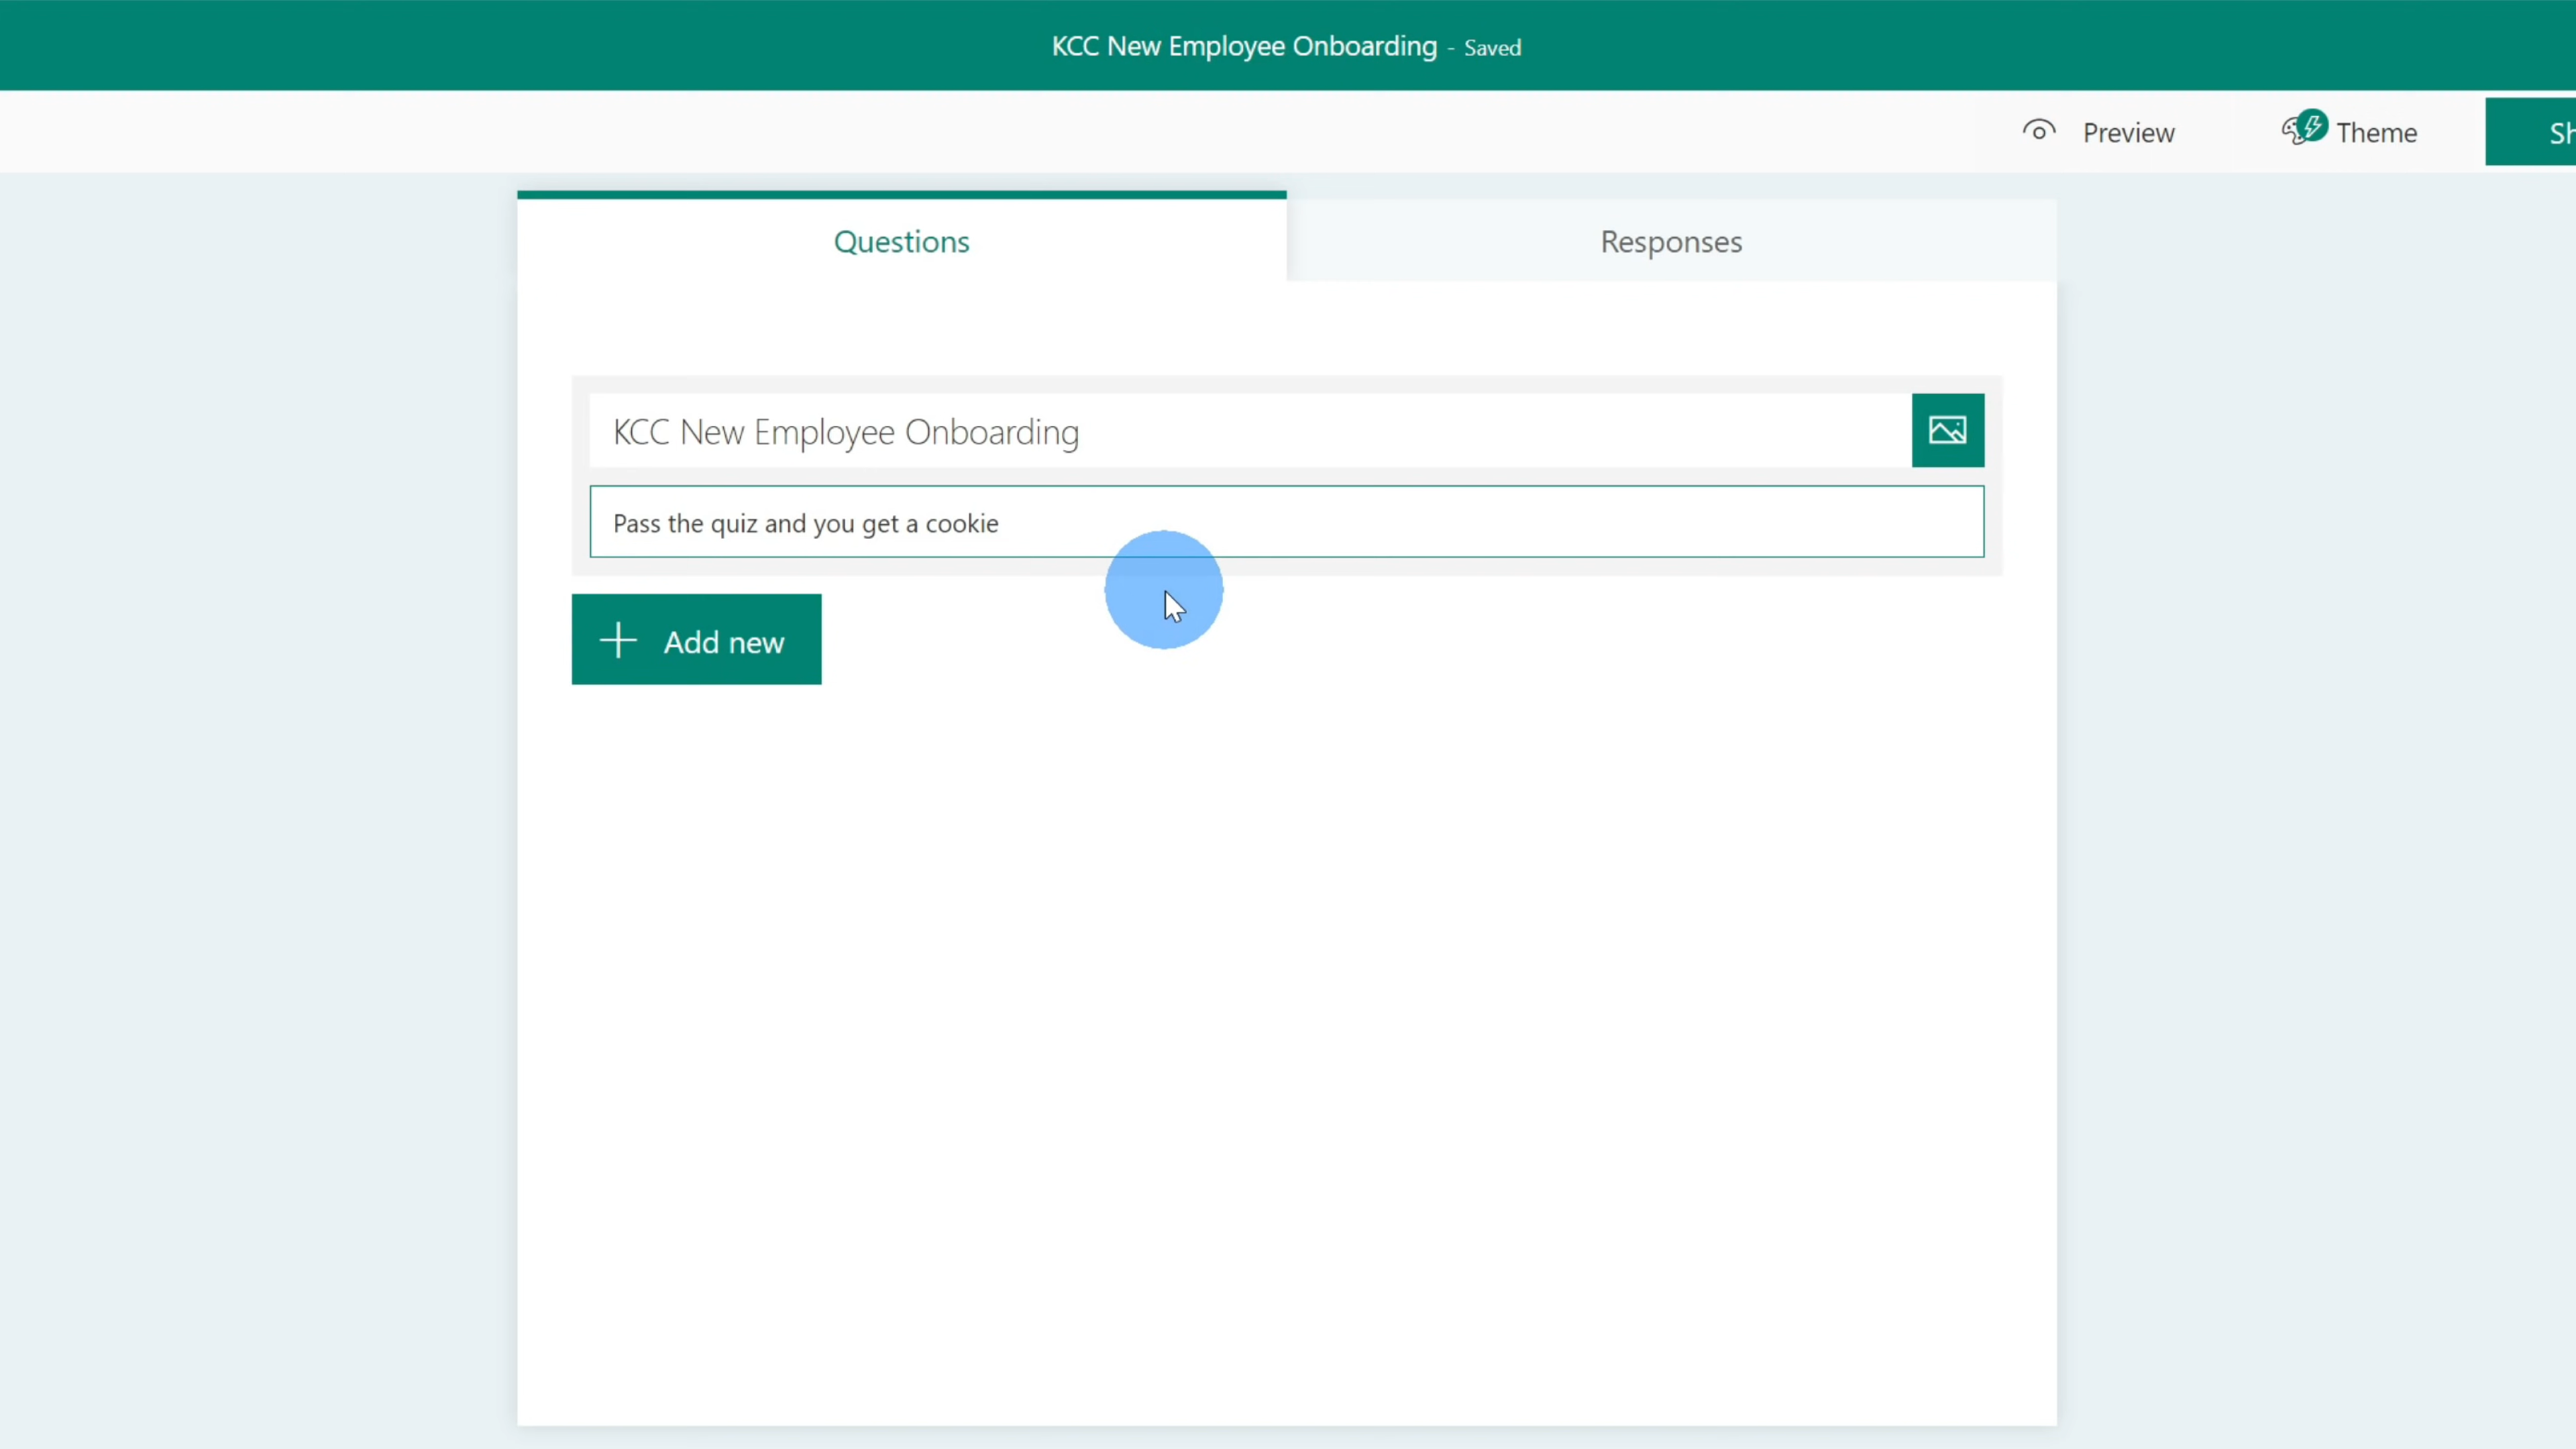 KCC New Employee Onboarding - Saved
Preview
Theme
Questions
Responses
KCC New Employee Onboarding
Pass the quiz and you get a cookie
Add new